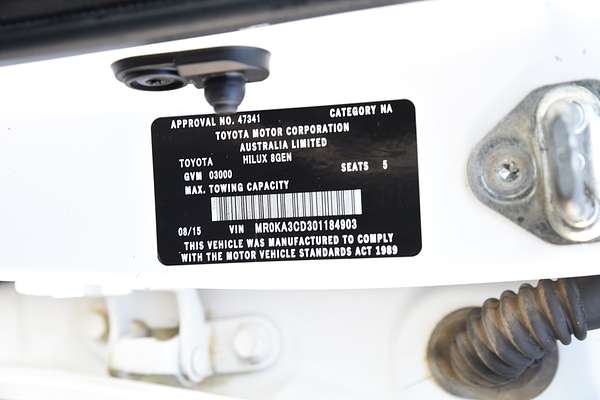 APPROVAL NO. 47341 CATEGORY NA
TOYOTA MOTOR CORPORATION
AUSTRALIA LIMITED
TOYOTA HILUX 8GEN
GVM 03000 SEATS 5
MAX. TOWING CAPACITY
08/15 VIN MR0KA3CD301184903
THIS VEHICLE WAS MANUFACTURED TO COMPLY
WITH THE MOTOR VEHICLE STANDARDS ACT 1989